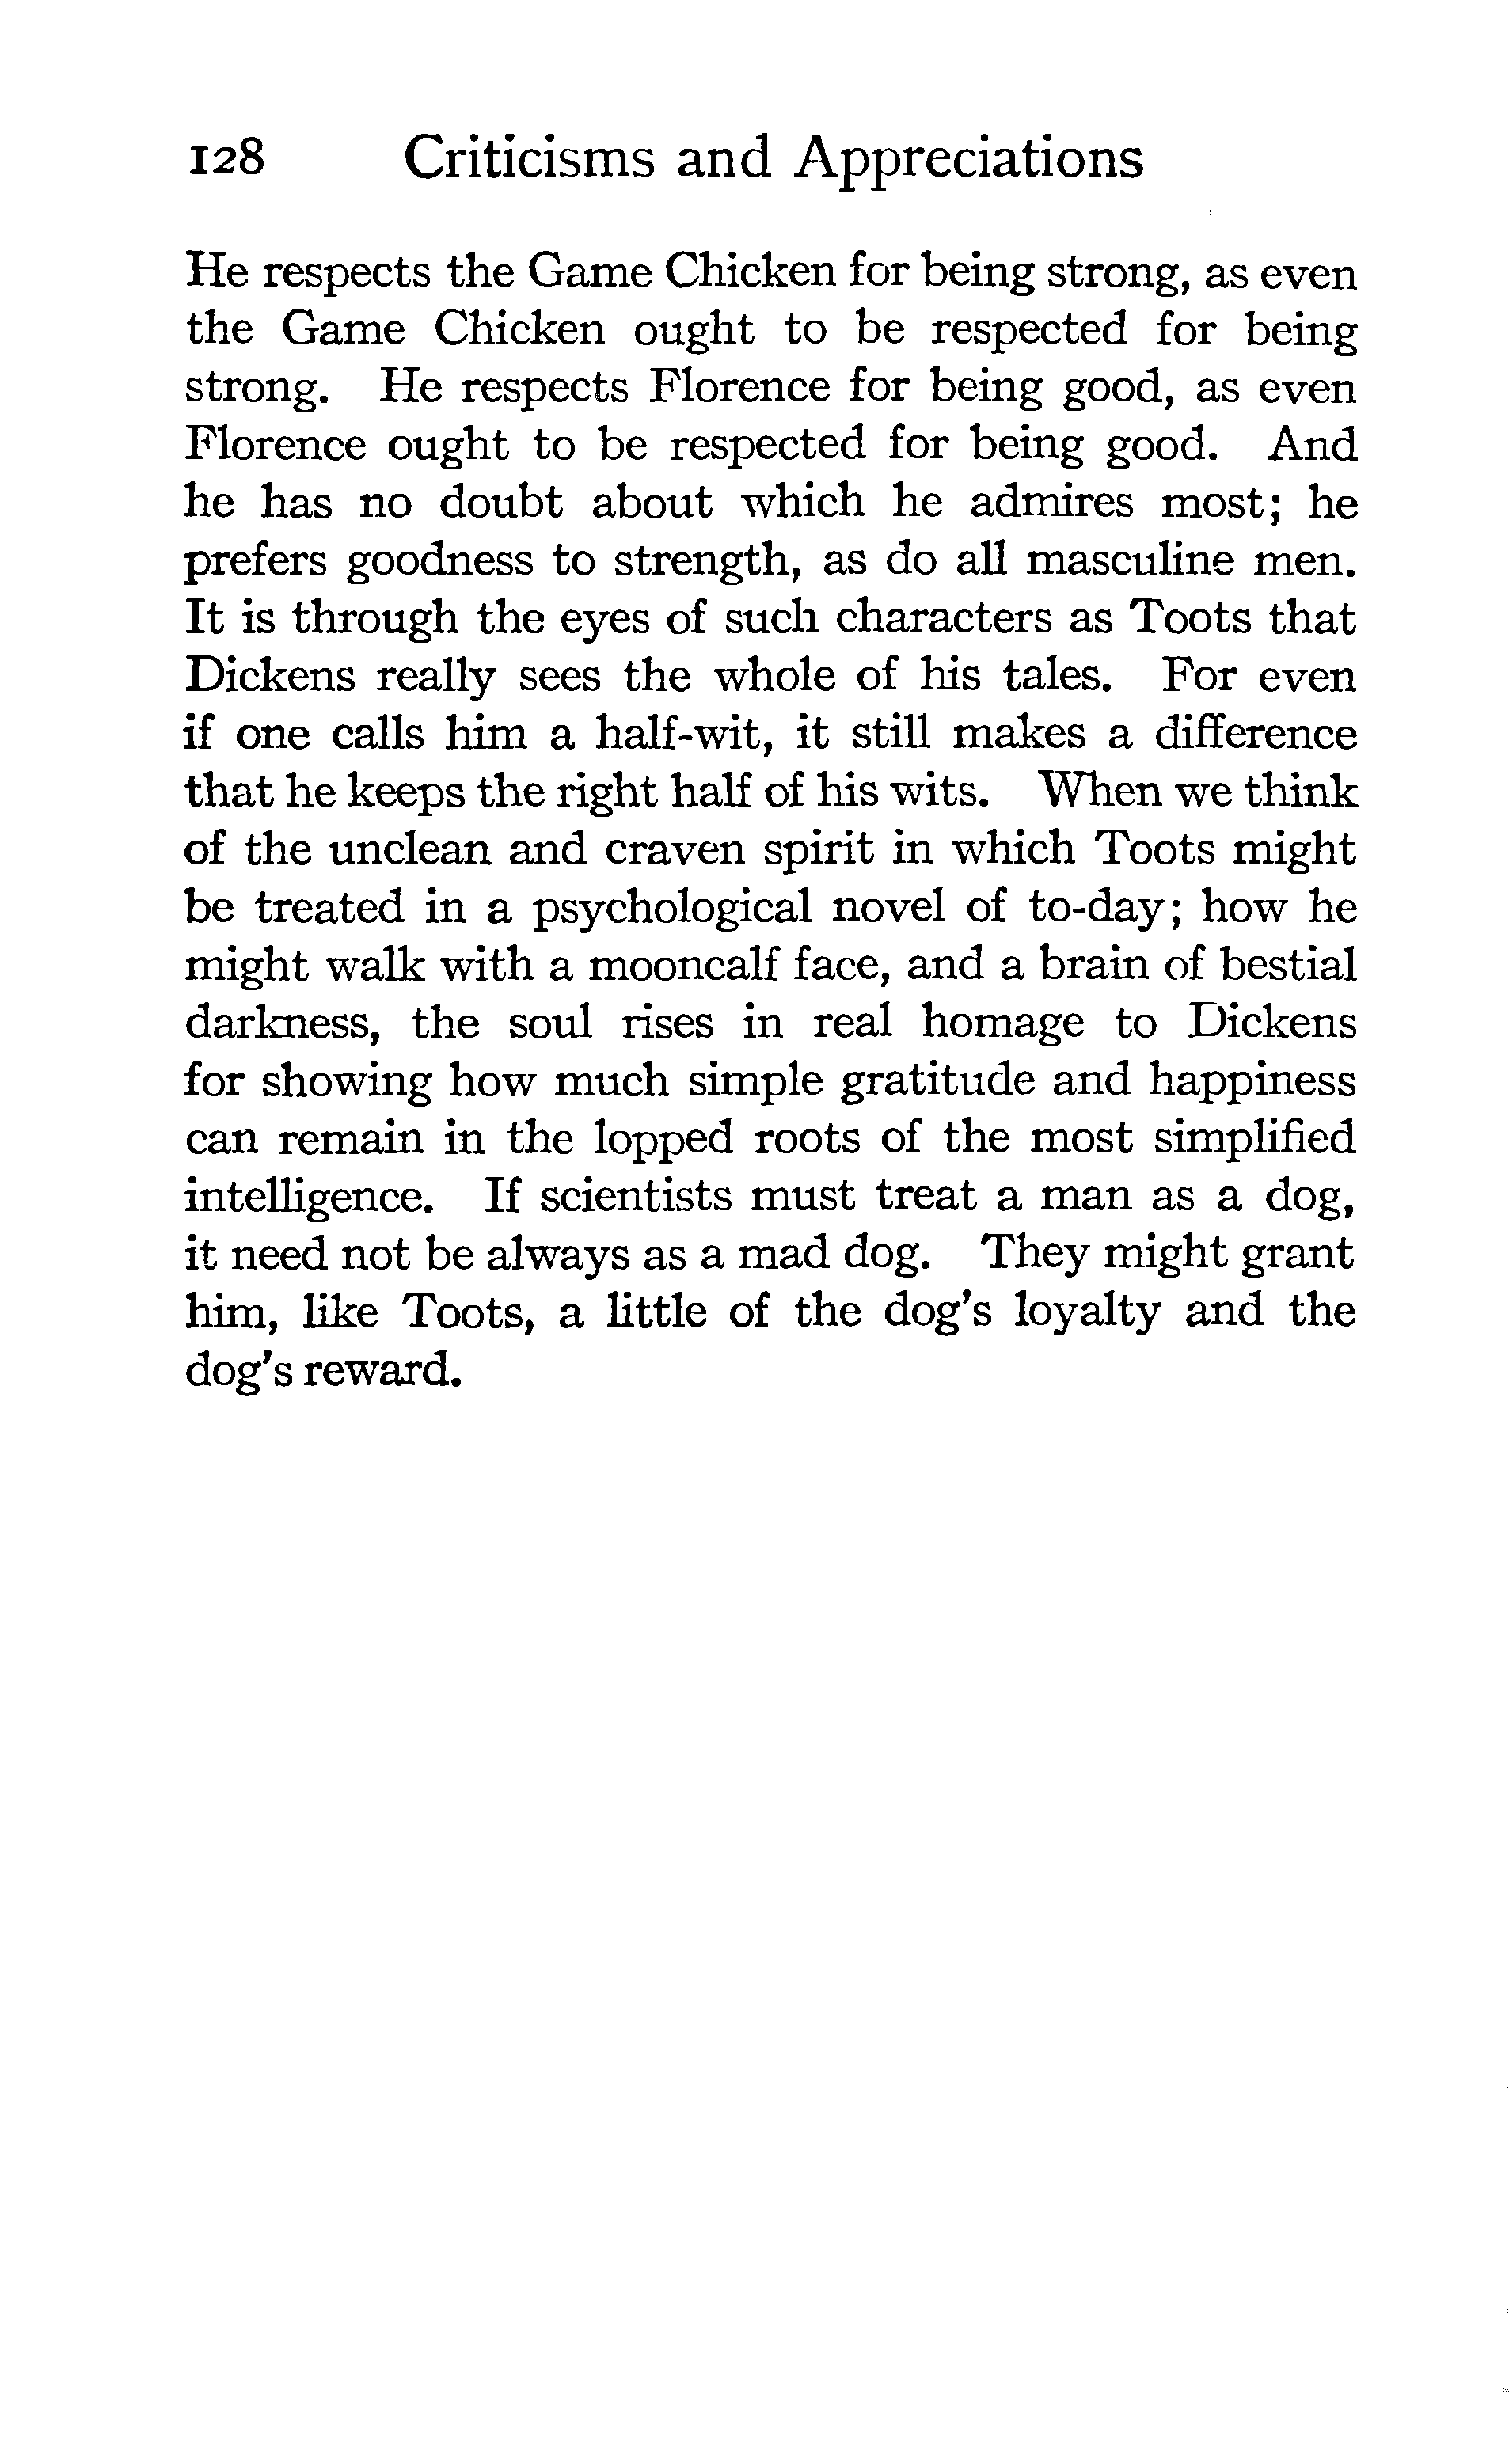 128 Criticisms and Appreciations
He respects the Game Chicken for being strong, as even
the Game Chicken ought to be respected for being
strong. He respects Florence for being good, as even
Florence ought to be respected for being good. And
he has no doubt about which he admires most; he
prefers goodness to strength, as do all masculine men.
It is through the eyes of such characters as Toots that
Dickens really sees the whole of his tales. For even
if one calls him a half-wit, it still makes a difference
that he keeps the right half of his wits. When we think
of the unclean and craven spirit in which Toots might
be treated in a psychological novel of to-day; how he
might walk with a mooncalf face, and a brain of bestial
darkness, the soul rises in real homage to Dickens
for showing how much simple gratitude and happiness
can remain in the lopped roots of the most simplified
intelligence. If scientists must treat a man as a dog,
it need not be always as a mad dog. They might grant
him, like Toots, a little of the dog's loyalty and the
dog's reward.